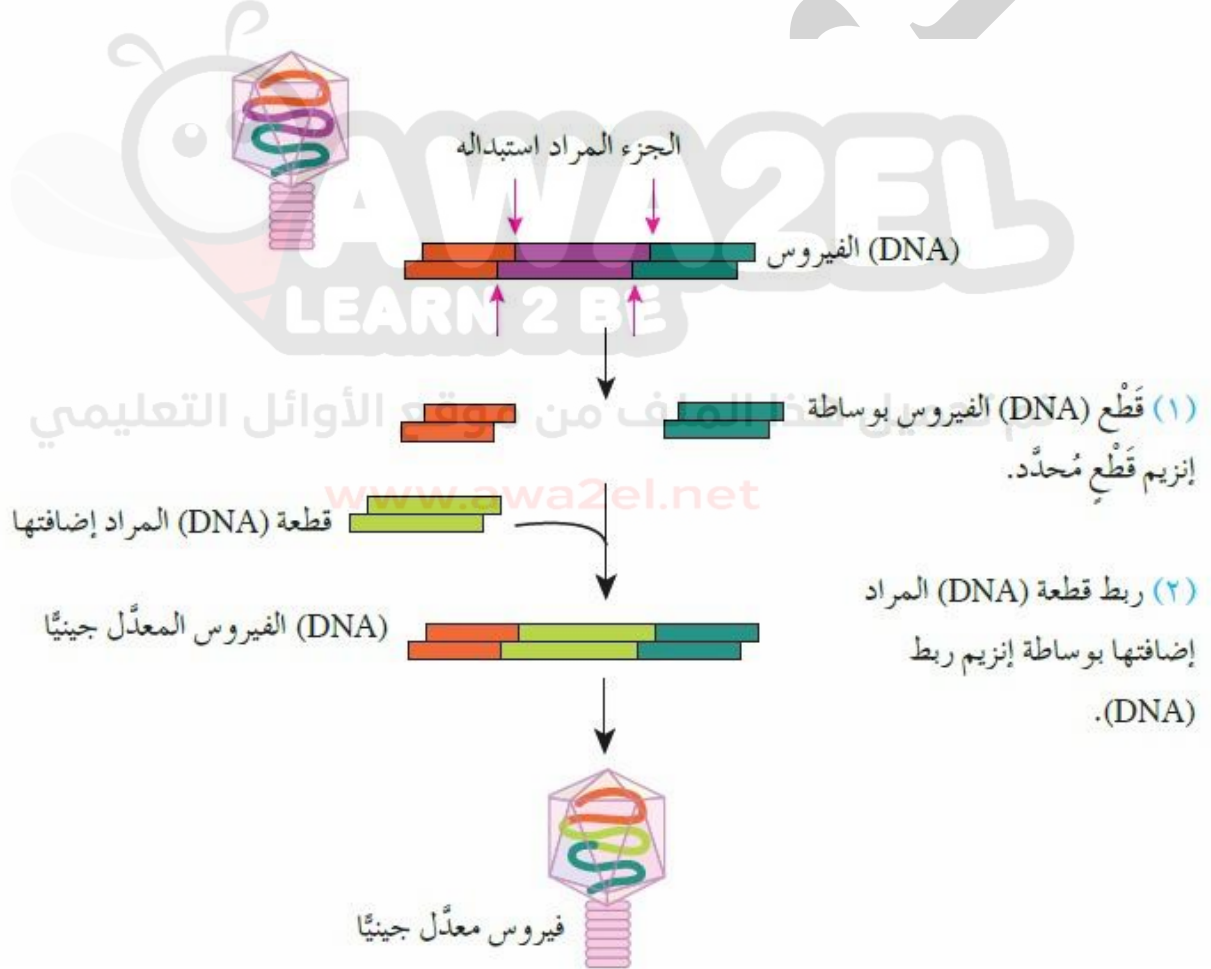 الجزء المراد استبداله
(DNA) الفيروس
AWA2EL
LEARN 2 BE
(١) قَطْع (DNA) الفيروس بوساطة
إنزيم قَطْعٍ مُحدَّد.
تم تحميل هذا الملف من موقع الأوائل التعليمي
www.awa2el.net
قطعة (DNA) المراد إضافتها
(٢) ربط قطعة (DNA) المراد
إضافتها بوساطة إنزيم ربط
(DNA).
(DNA) الفيروس المعدَّل جينيًّا
فيروس معدَّل جينيًّا